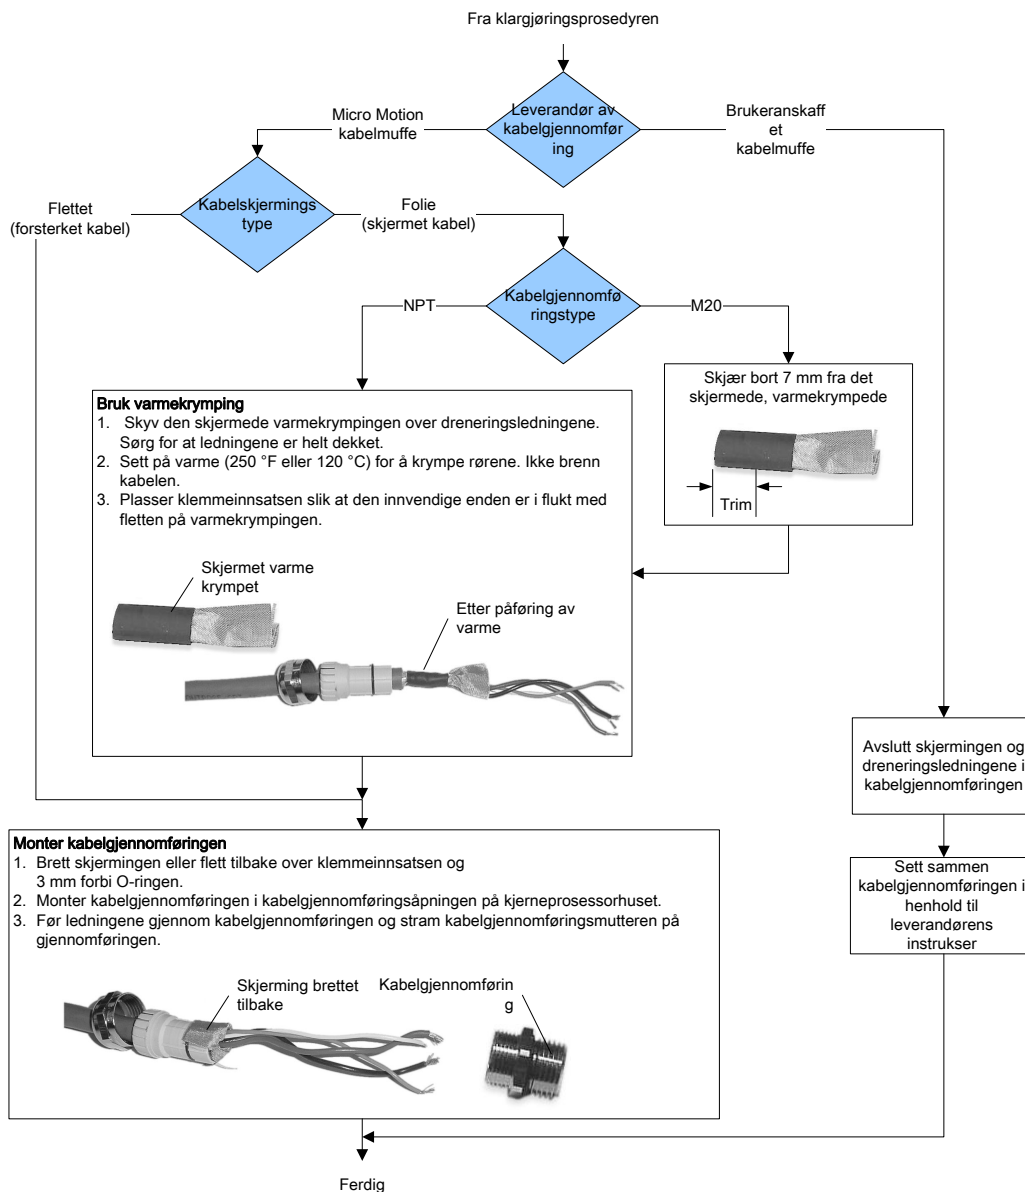 Fra klargjøringsprosedyren
Leverandør av
kabelgjennomfør
ing
Micro Motion
kabelmuffe
Brukeranskaff
et
kabelmuffe
Kabelskjermings
type
Flettet
(forsterket kabel)
Folie
(skjermet kabel)
Kabelgjennomfø
ringstype
NPT
M20
Skjær bort 7 mm fra det
skjermede, varmekrympede
Trim
Bruk varmekrymping
1. Skyv den skjermede varmekrympingen over dreneringsledningene.
Sørg for at ledningene er helt dekket.
2. Sett på varme (250 °F eller 120 °C) for å krympe rørene. Ikke brenn
kabelen.
3. Plasser klemmeinnsatsen slik at den innvendige enden er i flukt med
fletten på varmekrympingen.
Skjermet varme
krympet
Etter påføring av
varme
Avslutt skjermingen og
dreneringsledningene i
kabelgjennomføringen
Sett sammen
kabelgjennomføringen i
henhold til
leverandørens
instrukser
Monter kabelgjennomføringen
1. Brett skjermingen eller flett tilbake over klemmeinnsatsen og
3 mm forbi O-ringen.
2. Monter kabelgjennomføringen i kabelgjennomføringsåpningen på kjerneprosessorhuset.
3. Før ledningene gjennom kabelgjennomføringen og stram kabelgjennomføringsmutteren på
gjennomføringen.
Skjerming brettet
tilbake
Kabelgjennomførin
g
Ferdig